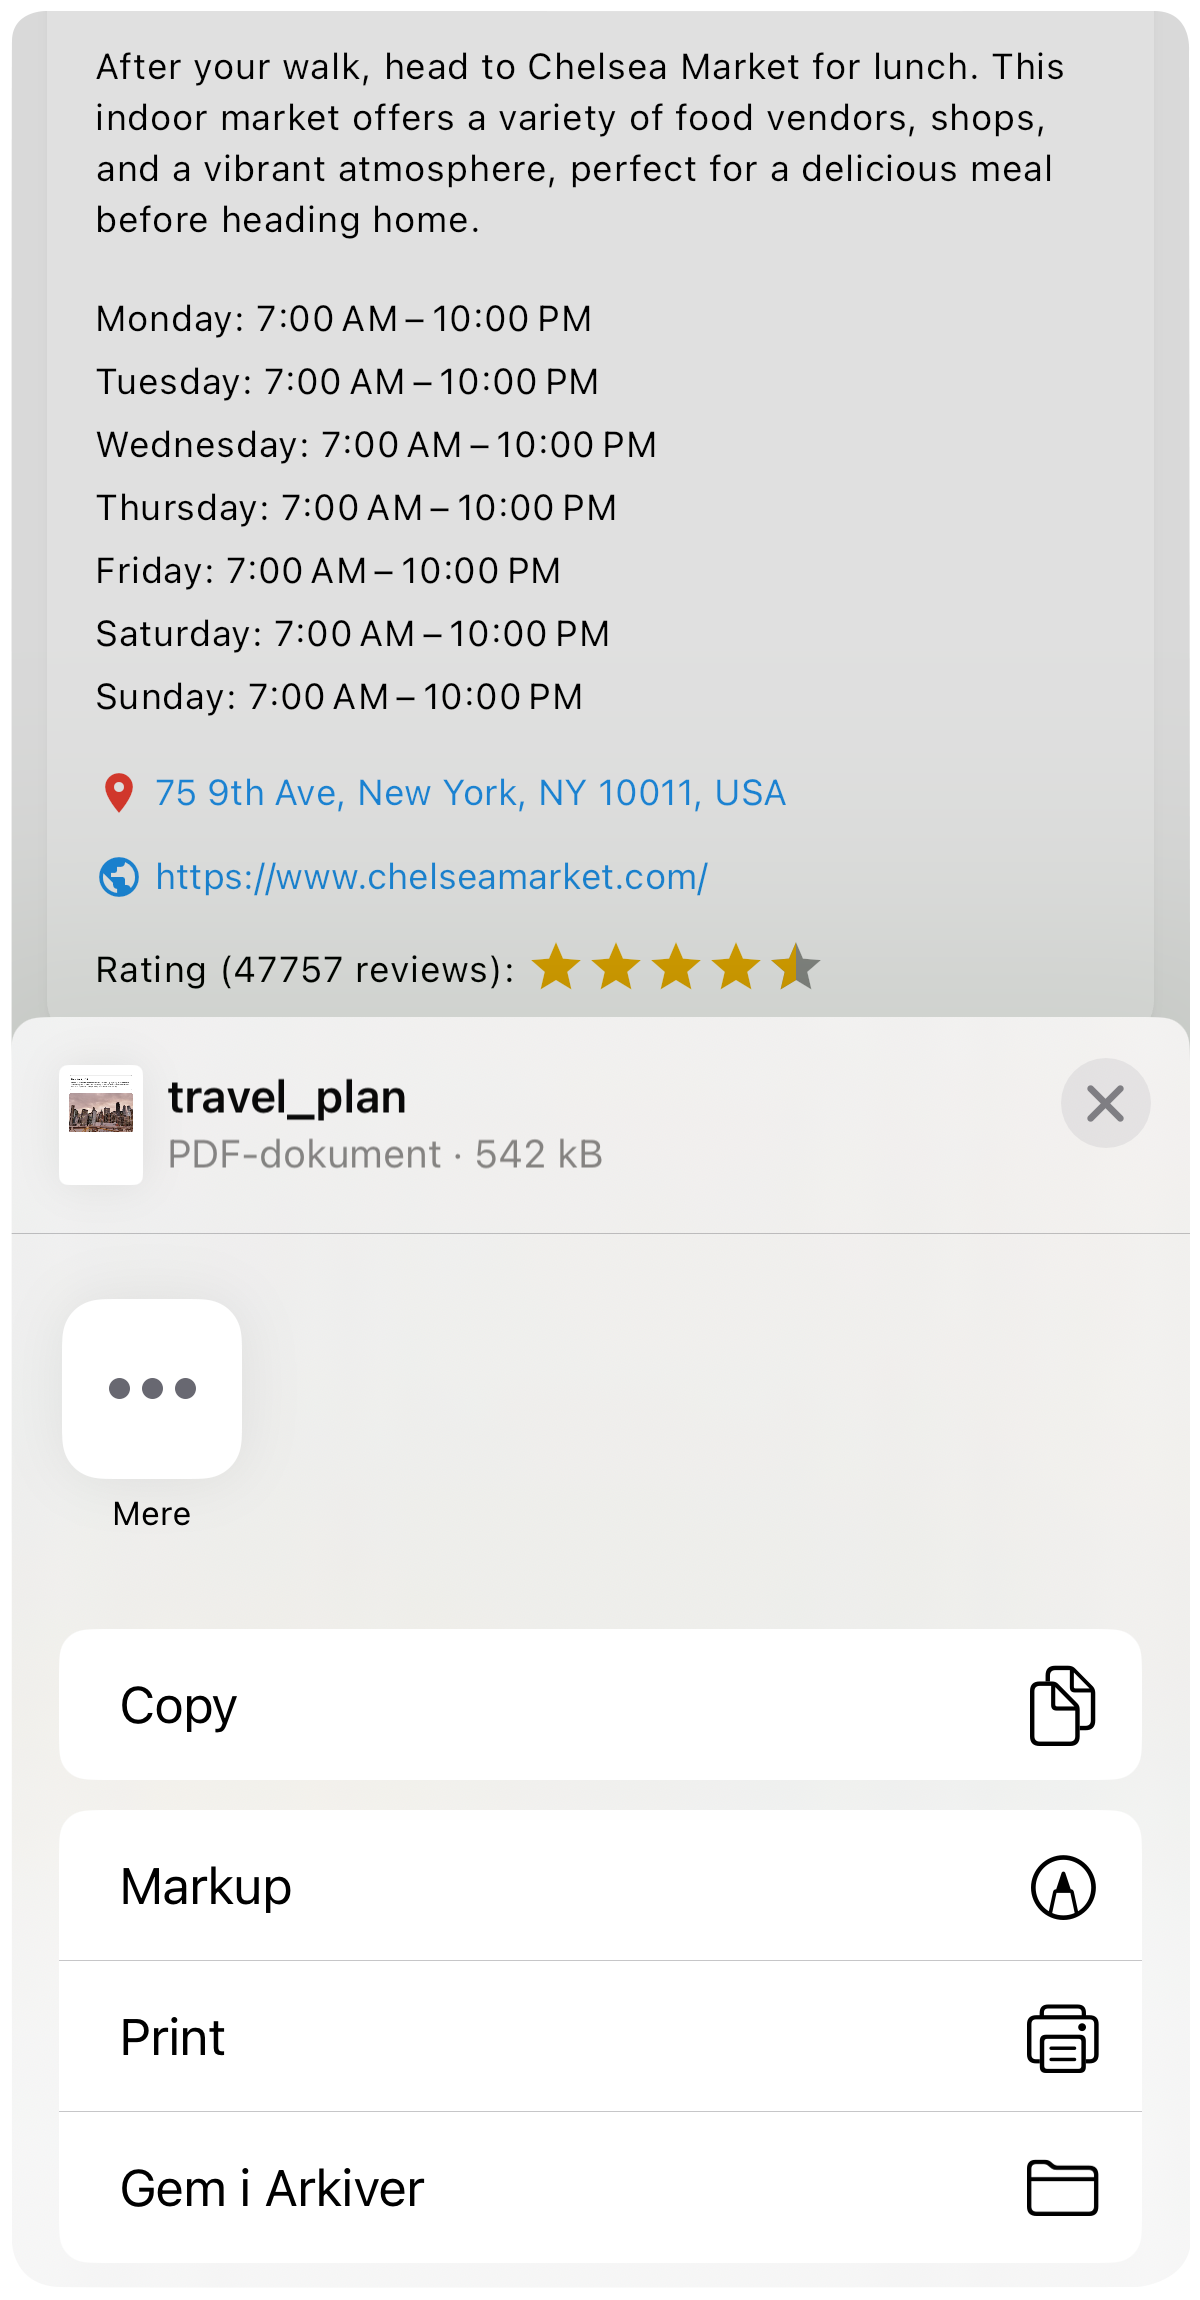 After your walk, head to Chelsea Market for lunch. This
indoor market offers a variety of food vendors, shops,
and a vibrant atmosphere, perfect for a delicious meal
before heading home.
Monday: 7:00 AM – 10:00 PM
Tuesday: 7:00 AM – 10:00 PM
Wednesday: 7:00 AM – 10:00 PM
Thursday: 7:00 AM – 10:00 PM
Friday: 7:00 AM – 10:00 PM
Saturday: 7:00 AM – 10:00 PM
Sunday: 7:00 AM – 10:00 PM
75 9th Ave, New York, NY 10011, USA
https://www.chelseamarket.com/
Rating (47757 reviews):
travel_plan
PDF-dokument · 542 kB
Mere
Copy
Markup
Print
Gem i Arkiver